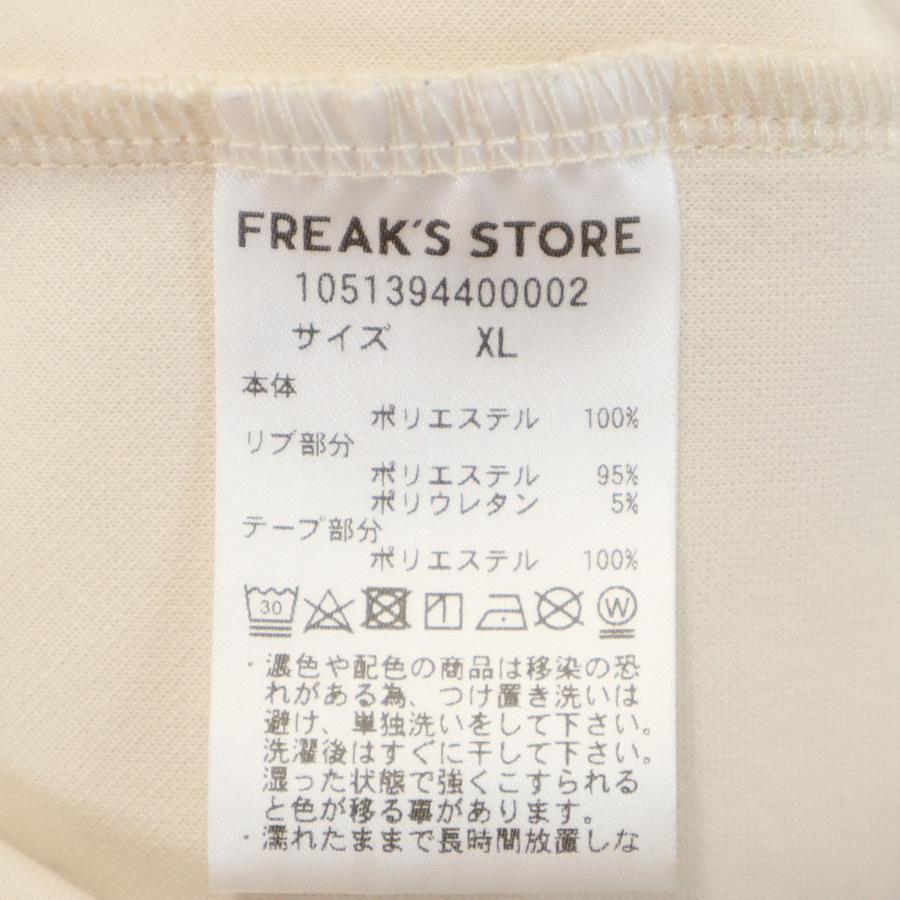 FREAK'S STORE
1051394400002
サイズ XL
本体
ポリエステル 100%
リブ部分
ポリエステル 95%
ポリウレタン 5%
テープ部分
ポリエステル 100%
30 W
・濃色や配色の商品は移染の恐
れがある為、つけ置き洗いは
避け、単独洗いをして下さい。
洗濯後はすぐに干して下さい。
湿った状態で強くこすられる
と色が移る事があります。
・濡れたままで長時間放置しな